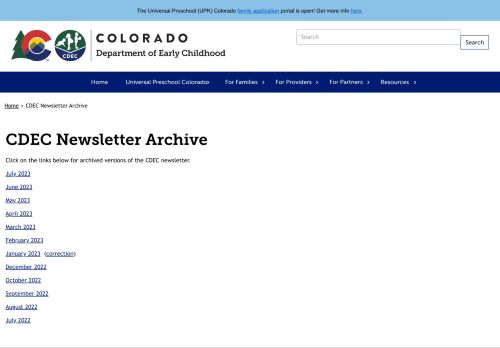 The Universal Preschool (UPK) Colorado family application portal is open! Get more info here.
COLORADO
Department of Early Childhood
CDEC
Search
Search
Home
Universal Preschool Colorado
For Families
For Providers
For Partners
Resources
Home › CDEC Newsletter Archive
CDEC Newsletter Archive
Click on the links below for archived versions of the CDEC newsletter.
July 2023
June 2023
May 2023
April 2023
March 2023
February 2023
January 2023 (correction)
December 2022
October 2022
September 2022
August 2022
July 2022